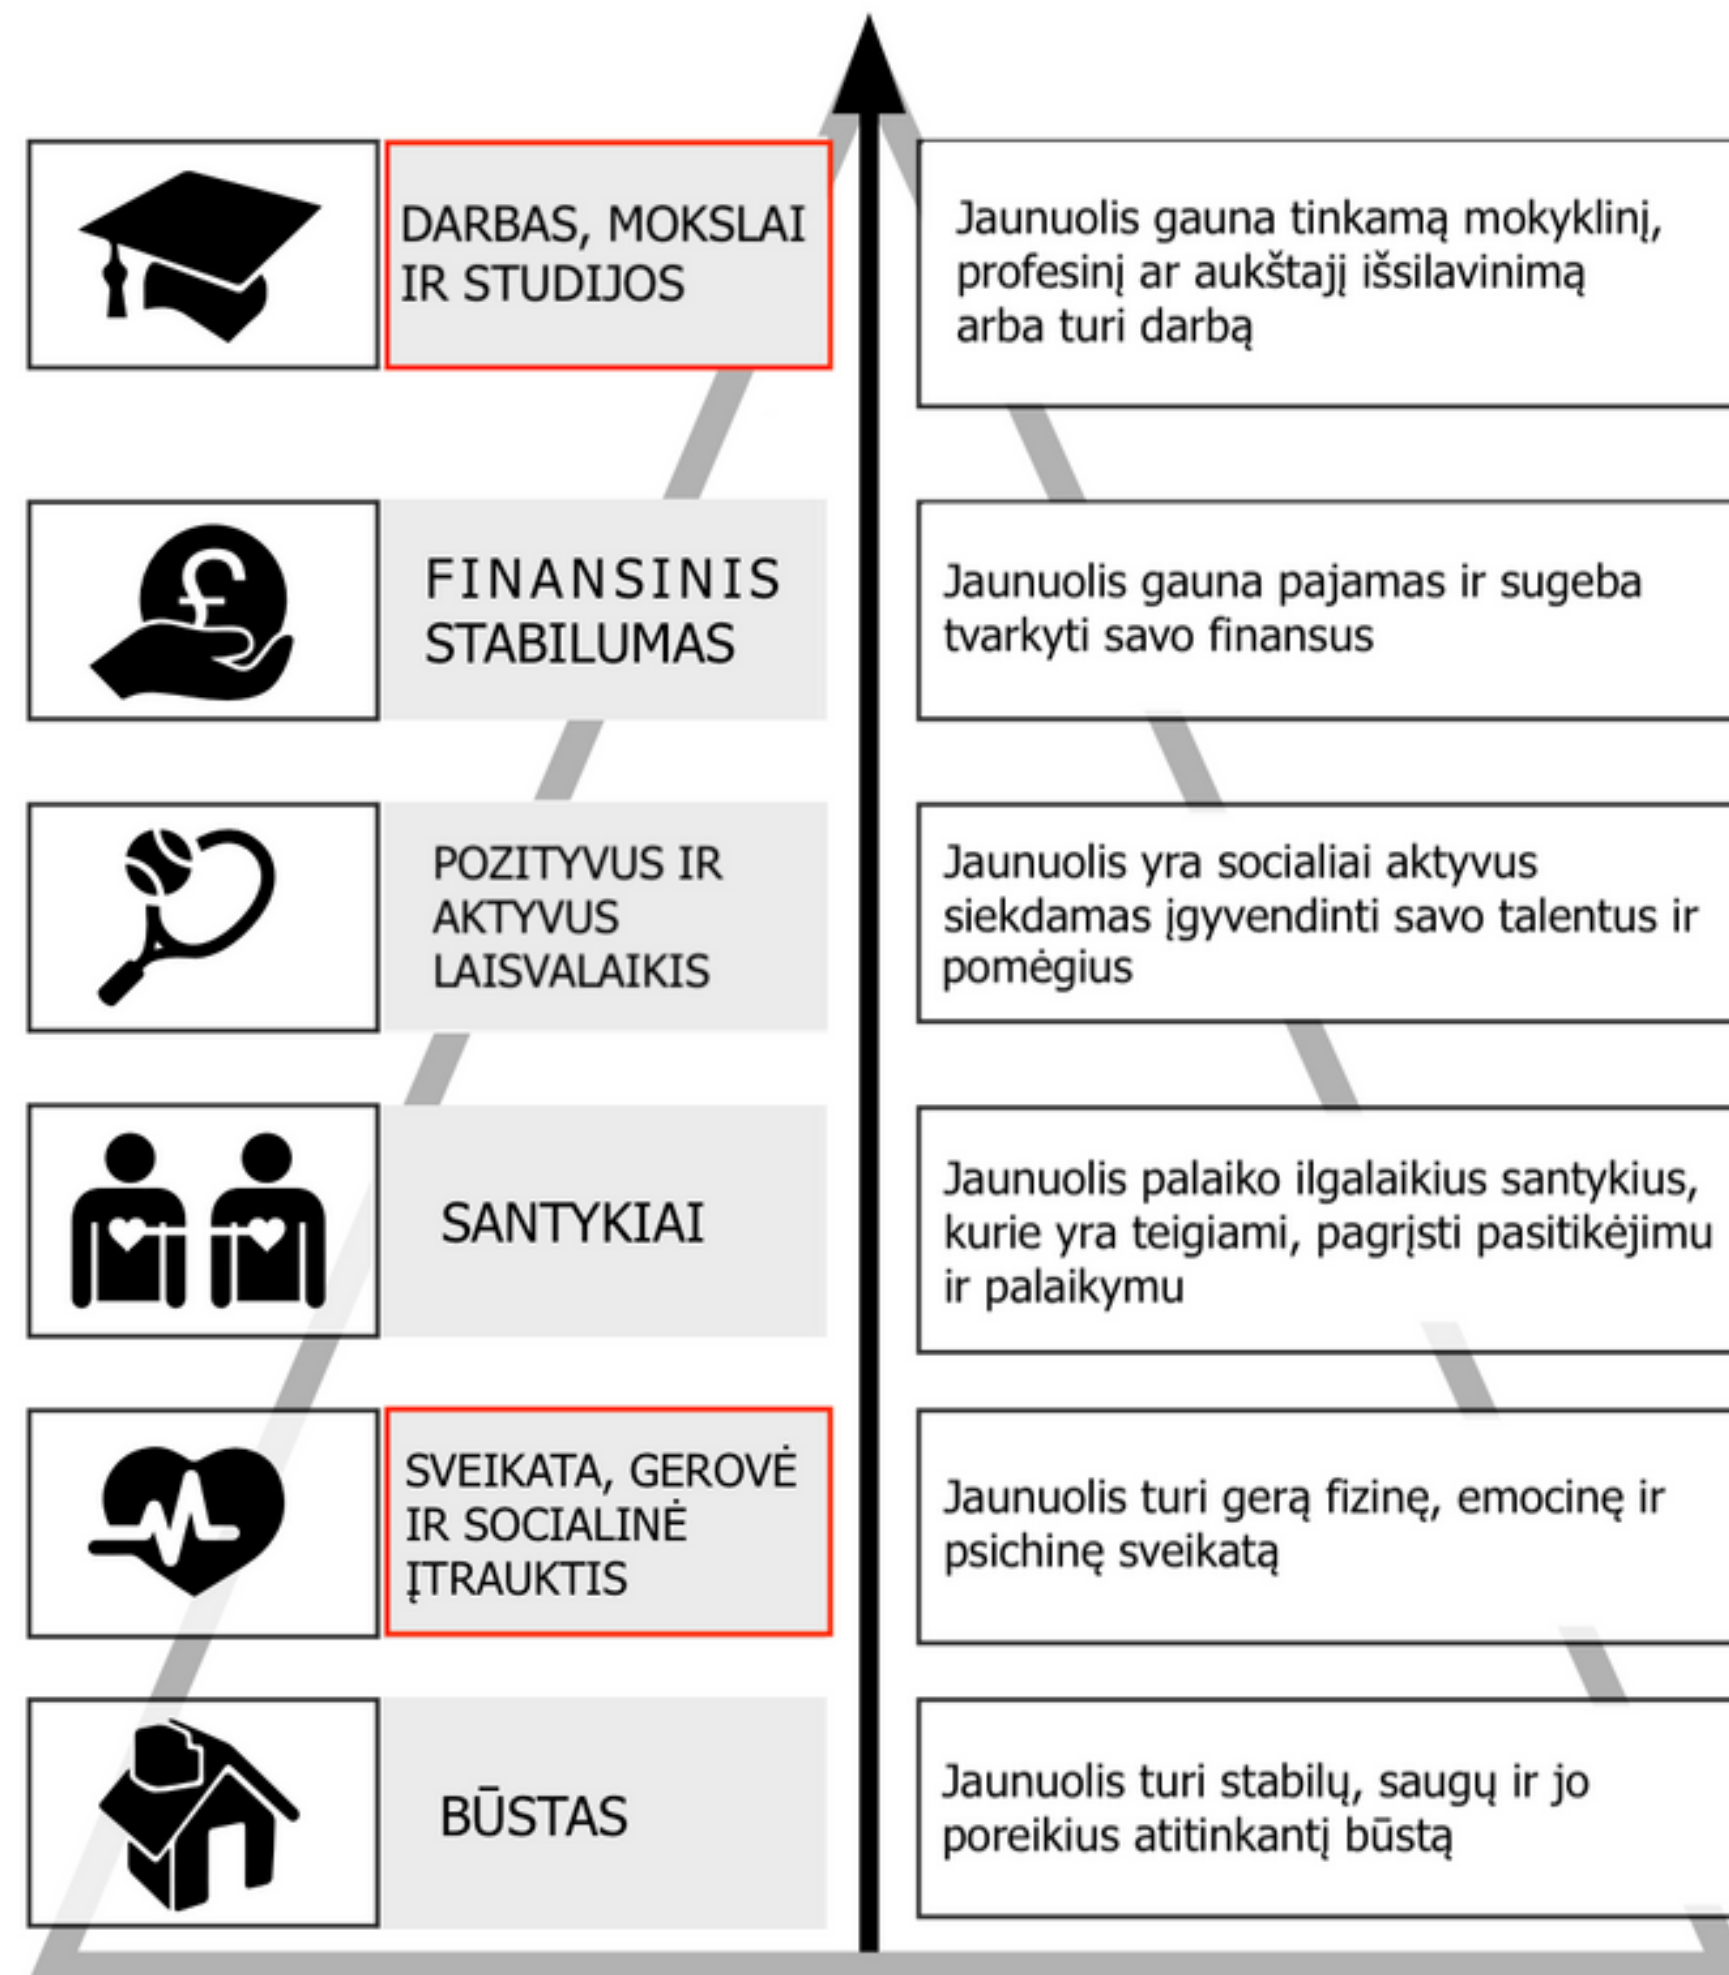 DARBAS, MOKSLAI
IR STUDIJOS
Jaunuolis gauna tinkamą mokyklinį,
profesinį ar aukštajį išsilavinimą
arba turi darbą
£
FINANSINIS
STABILUMAS
Jaunuolis gauna pajamas ir sugeba
tvarkyti savo finansus
POZITYVUS IR
AKTYVUS
LAISVALAIKIS
Jaunuolis yra socialiai aktyvus
siekdamas įgyvendinti savo talentus ir
pomėgius
SANTYKIAI
Jaunuolis palaiko ilgalaikius santykius,
kurie yra teigiami, pagrįsti pasitikėjimu
ir palaikymu
SVEIKATA, GEROVĖ
IR SOCIALINĖ
ĮTRAUKTIS
Jaunuolis turi gerą fizinę, emocinę ir
psichinę sveikatą
BŪSTAS
Jaunuolis turi stabilų, saugų ir jo
poreikius atitinkantį būstą